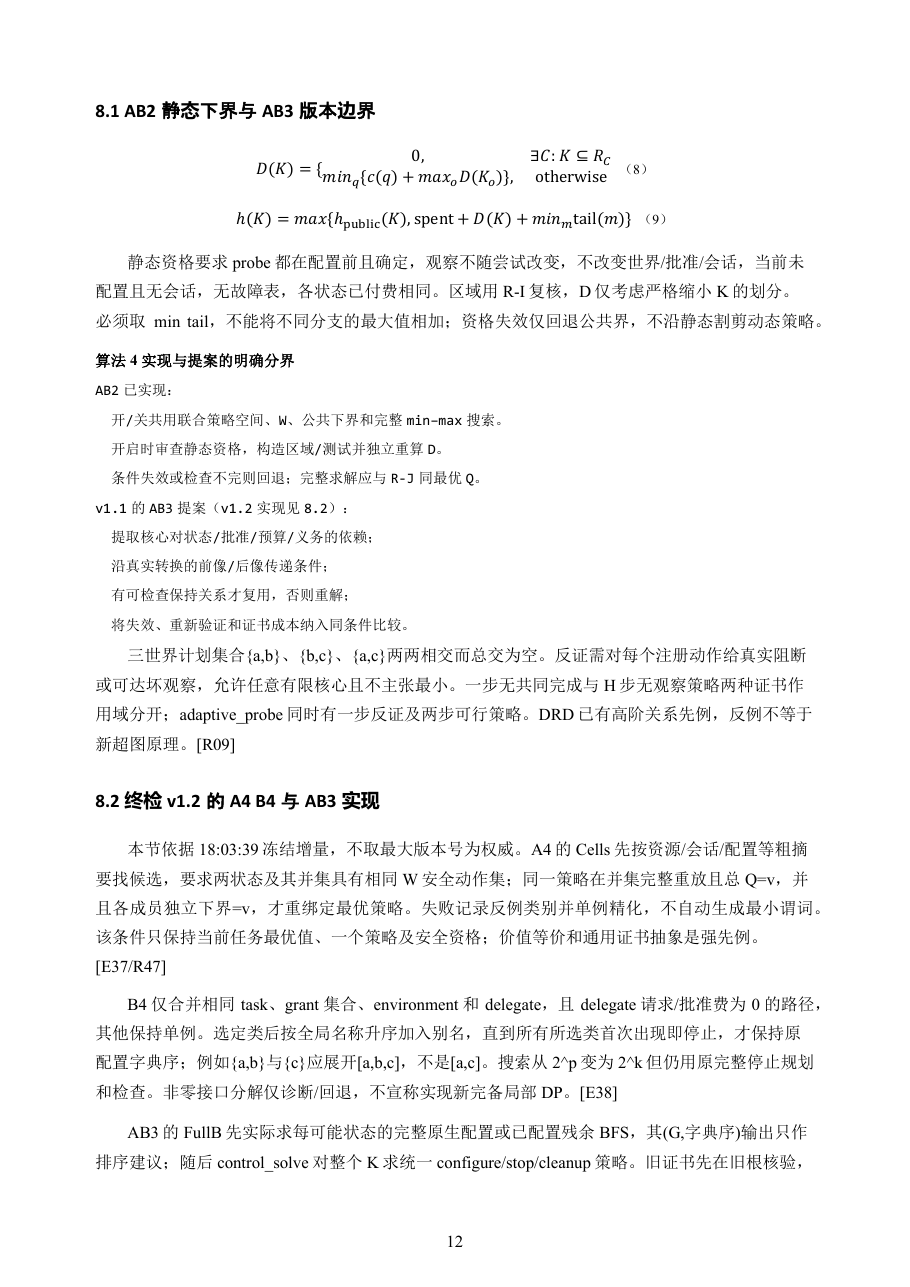 8.1 AB2 静态下界与 AB3 版本边界
D(K) = { 0, ∃C: K ⊆ R_C
min_q{c(q) + max_o D(K_o)}, otherwise （8）
h(K) = max{h_public(K), spent + D(K) + min_m tail(m)} （9）
静态资格要求 probe 都在配置前且确定，观察不随尝试改变，不改变世界/批准/会话，当前未
配置且无会话，无故障表，各状态已付费相同。区域用 R-I 复核，D 仅考虑严格缩小 K 的划分。
必须取 min tail，不能将不同分支的最大值相加；资格失效仅回退公共界，不沿静态割剪动态策略。
算法 4 实现与提案的明确分界
AB2 已实现：
开/关共用联合策略空间、W、公共下界和完整 min–max 搜索。
开启时审查静态资格，构造区域/测试并独立重算 D。
条件失效或检查不完则回退；完整求解应与 R-J 同最优 Q。
v1.1 的 AB3 提案（v1.2 实现见 8.2）：
提取核心对状态/批准/预算/义务的依赖；
沿真实转换的前像/后像传递条件；
有可检查保持关系才复用，否则重解；
将失效、重新验证和证书成本纳入同条件比较。
三世界计划集合{a,b}、{b,c}、{a,c}两两相交而总交为空。反证需对每个注册动作给真实阻断
或可达坏观察，允许任意有限核心且不主张最小。一步无共同完成与 H 步无观察策略两种证书作
用域分开；adaptive_probe 同时有一步反证及两步可行策略。DRD 已有高阶关系先例，反例不等于
新超图原理。[R09]
8.2 终检 v1.2 的 A4 B4 与 AB3 实现
本节依据 18:03:39 冻结增量，不取最大版本号为权威。A4 的 Cells 先按资源/会话/配置等粗摘
要找候选，要求两状态及其并集具有相同 W 安全动作集；同一策略在并集完整重放且总 Q=v，并
且各成员独立下界=v，才重绑定最优策略。失败记录反例类别并单例精化，不自动生成最小谓词。
该条件只保持当前任务最优值、一个策略及安全资格；价值等价和通用证书抽象是强先例。
[E37/R47]
B4 仅合并相同 task、grant 集合、environment 和 delegate，且 delegate 请求/批准费为 0 的路径，
其他保持单例。选定类后按全局名称升序加入别名，直到所有所选类首次出现即停止，才保持原
配置字典序；例如{a,b}与{c}应展开[a,b,c]，不是[a,c]。搜索从 2^p 变为 2^k 但仍用原完整停止规划
和检查。非零接口分解仅诊断/回退，不宣称实现新完备局部 DP。[E38]
AB3 的 FullB 先实际求每可能状态的完整原生配置或已配置残余 BFS，其(G,字典序)输出只作
排序建议；随后 control_solve 对整个 K 求统一 configure/stop/cleanup 策略。旧证书先在旧根核验，
12